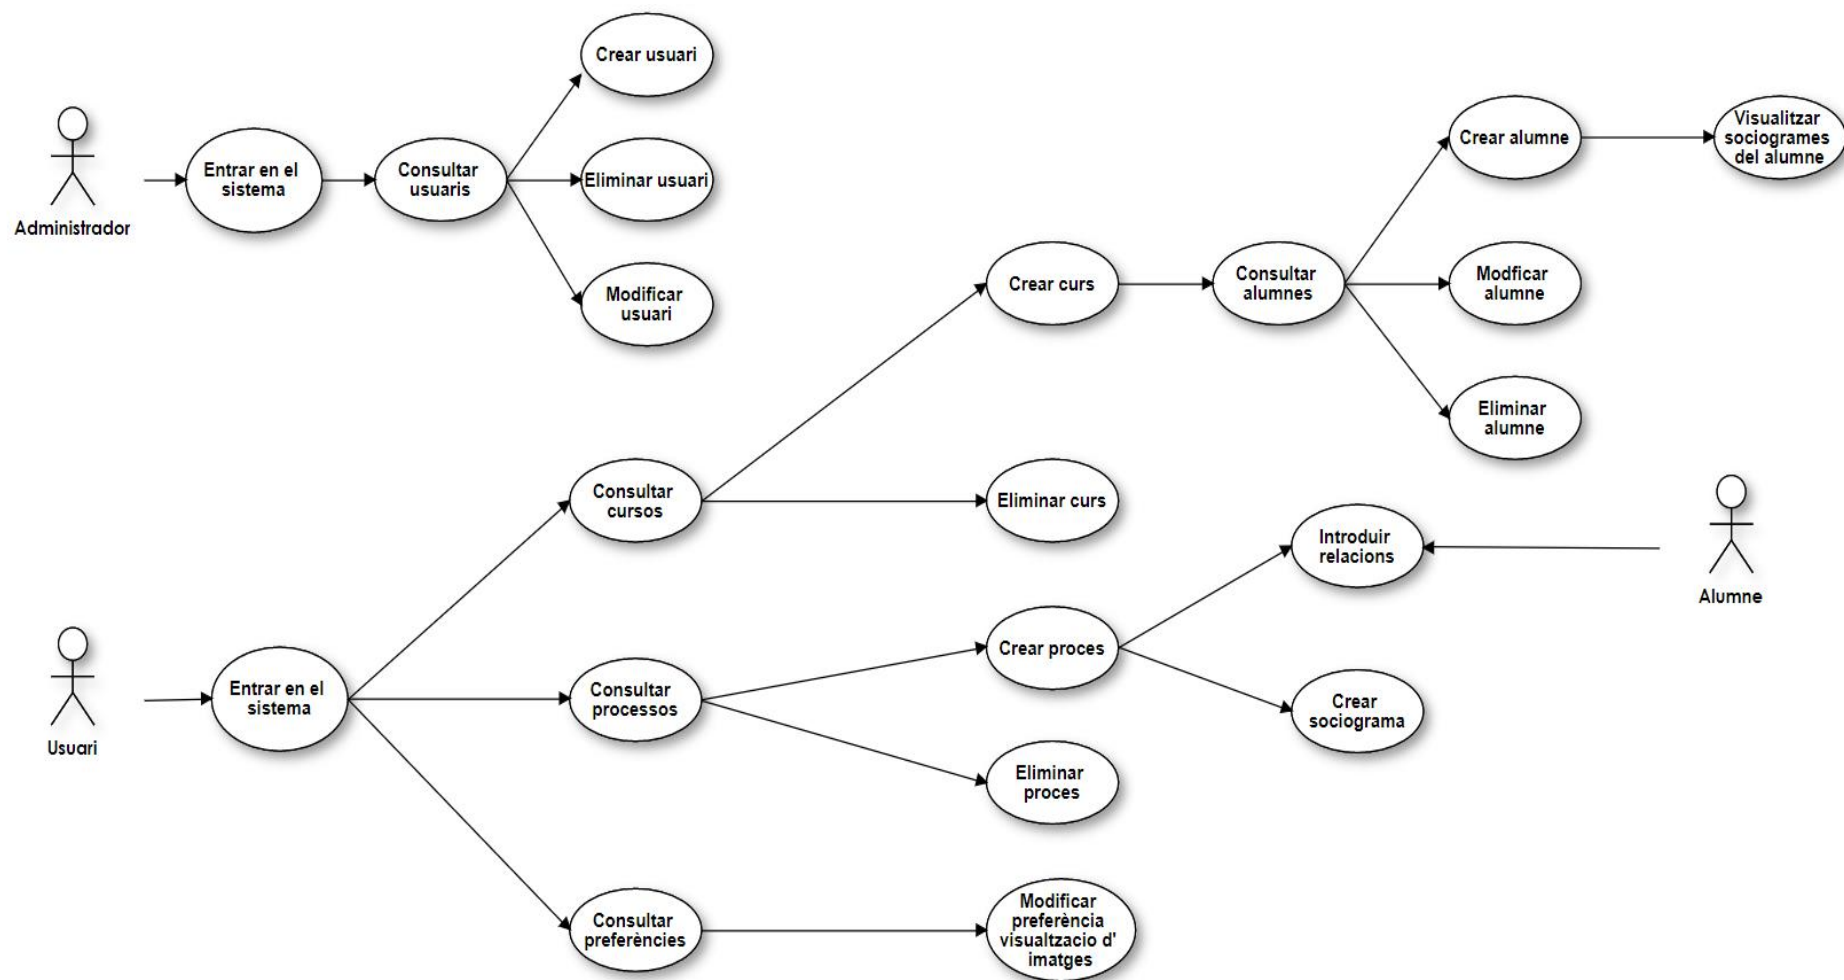 Crear usuari
Entrar en el
sistema
Consultar
usuaris
Eliminar usuari
Administrador
Modificar
usuari
Crear alumne
Visualitzar
sociogrames
del alumne
Crear curs
Consultar
alumnes
Modficar
alumne
Eliminar
alumne
Consultar
cursos
Eliminar curs
Introduir
relacions
Alumne
Entrar en el
sistema
Usuari
Consultar
processos
Crear proces
Crear
sociograma
Eliminar
proces
Consultar
preferències
Modificar
preferència
visualtzacio d'
imatges